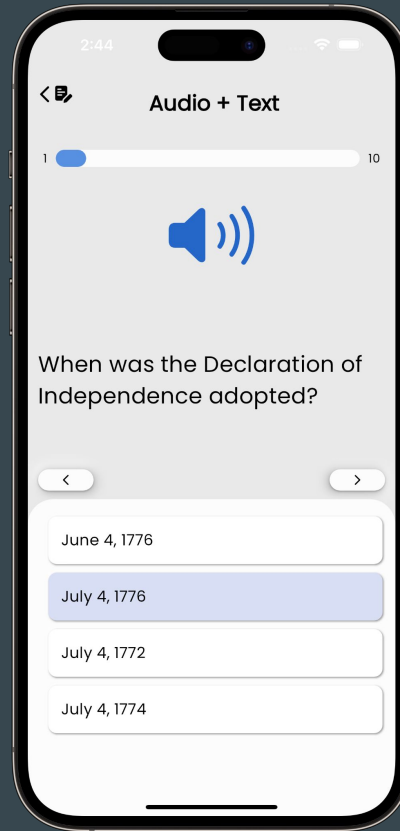 2:44
Audio + Text
1 10
When was the Declaration of
Independence adopted?
June 4, 1776
July 4, 1776
July 4, 1772
July 4, 1774